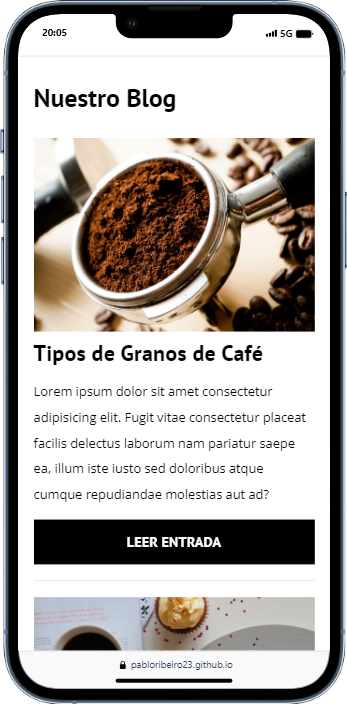 20:05
5G
Nuestro Blog
Tipos de Granos de Café
Lorem ipsum dolor sit amet consectetur
adipisicing elit. Fugit vitae consectetur placeat
facilis delectus laborum nam pariatur saepe
ea, illum iste iusto sed doloribus atque
cumque repudiandae molestias aut ad?
LEER ENTRADA
pabloribeiro23.github.io